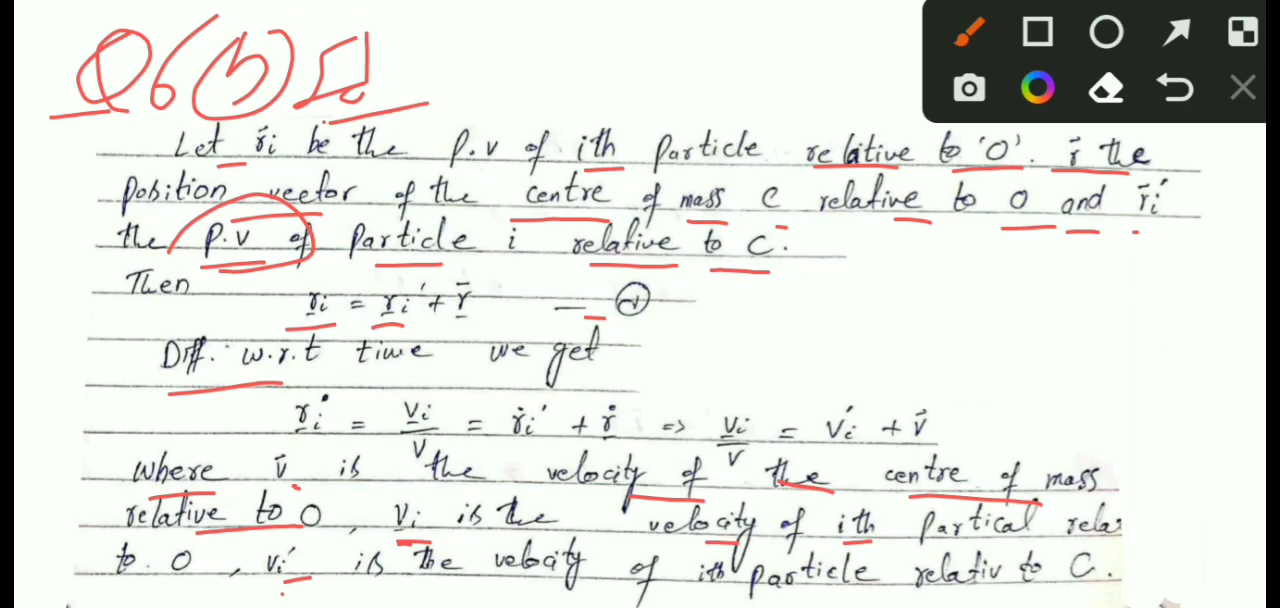 Q6(b)
Let r̄i be the P.v of ith Particle relative to 'O'. r̄ the
Position vector of the centre of mass C relative to O and r̄i'
the P.v of Particle i relative to C.
Then
ri = ri' + r̄ —
Diff. w.r.t time we get
ṙi = vi = ṙi' + ṙ => vi = vi' + v̄
where v̄ is the velocity of the centre of mass
relative to O, vi is the velocity of ith Partical rela
to O, vi' is the velocity of ith particle relativ to C.